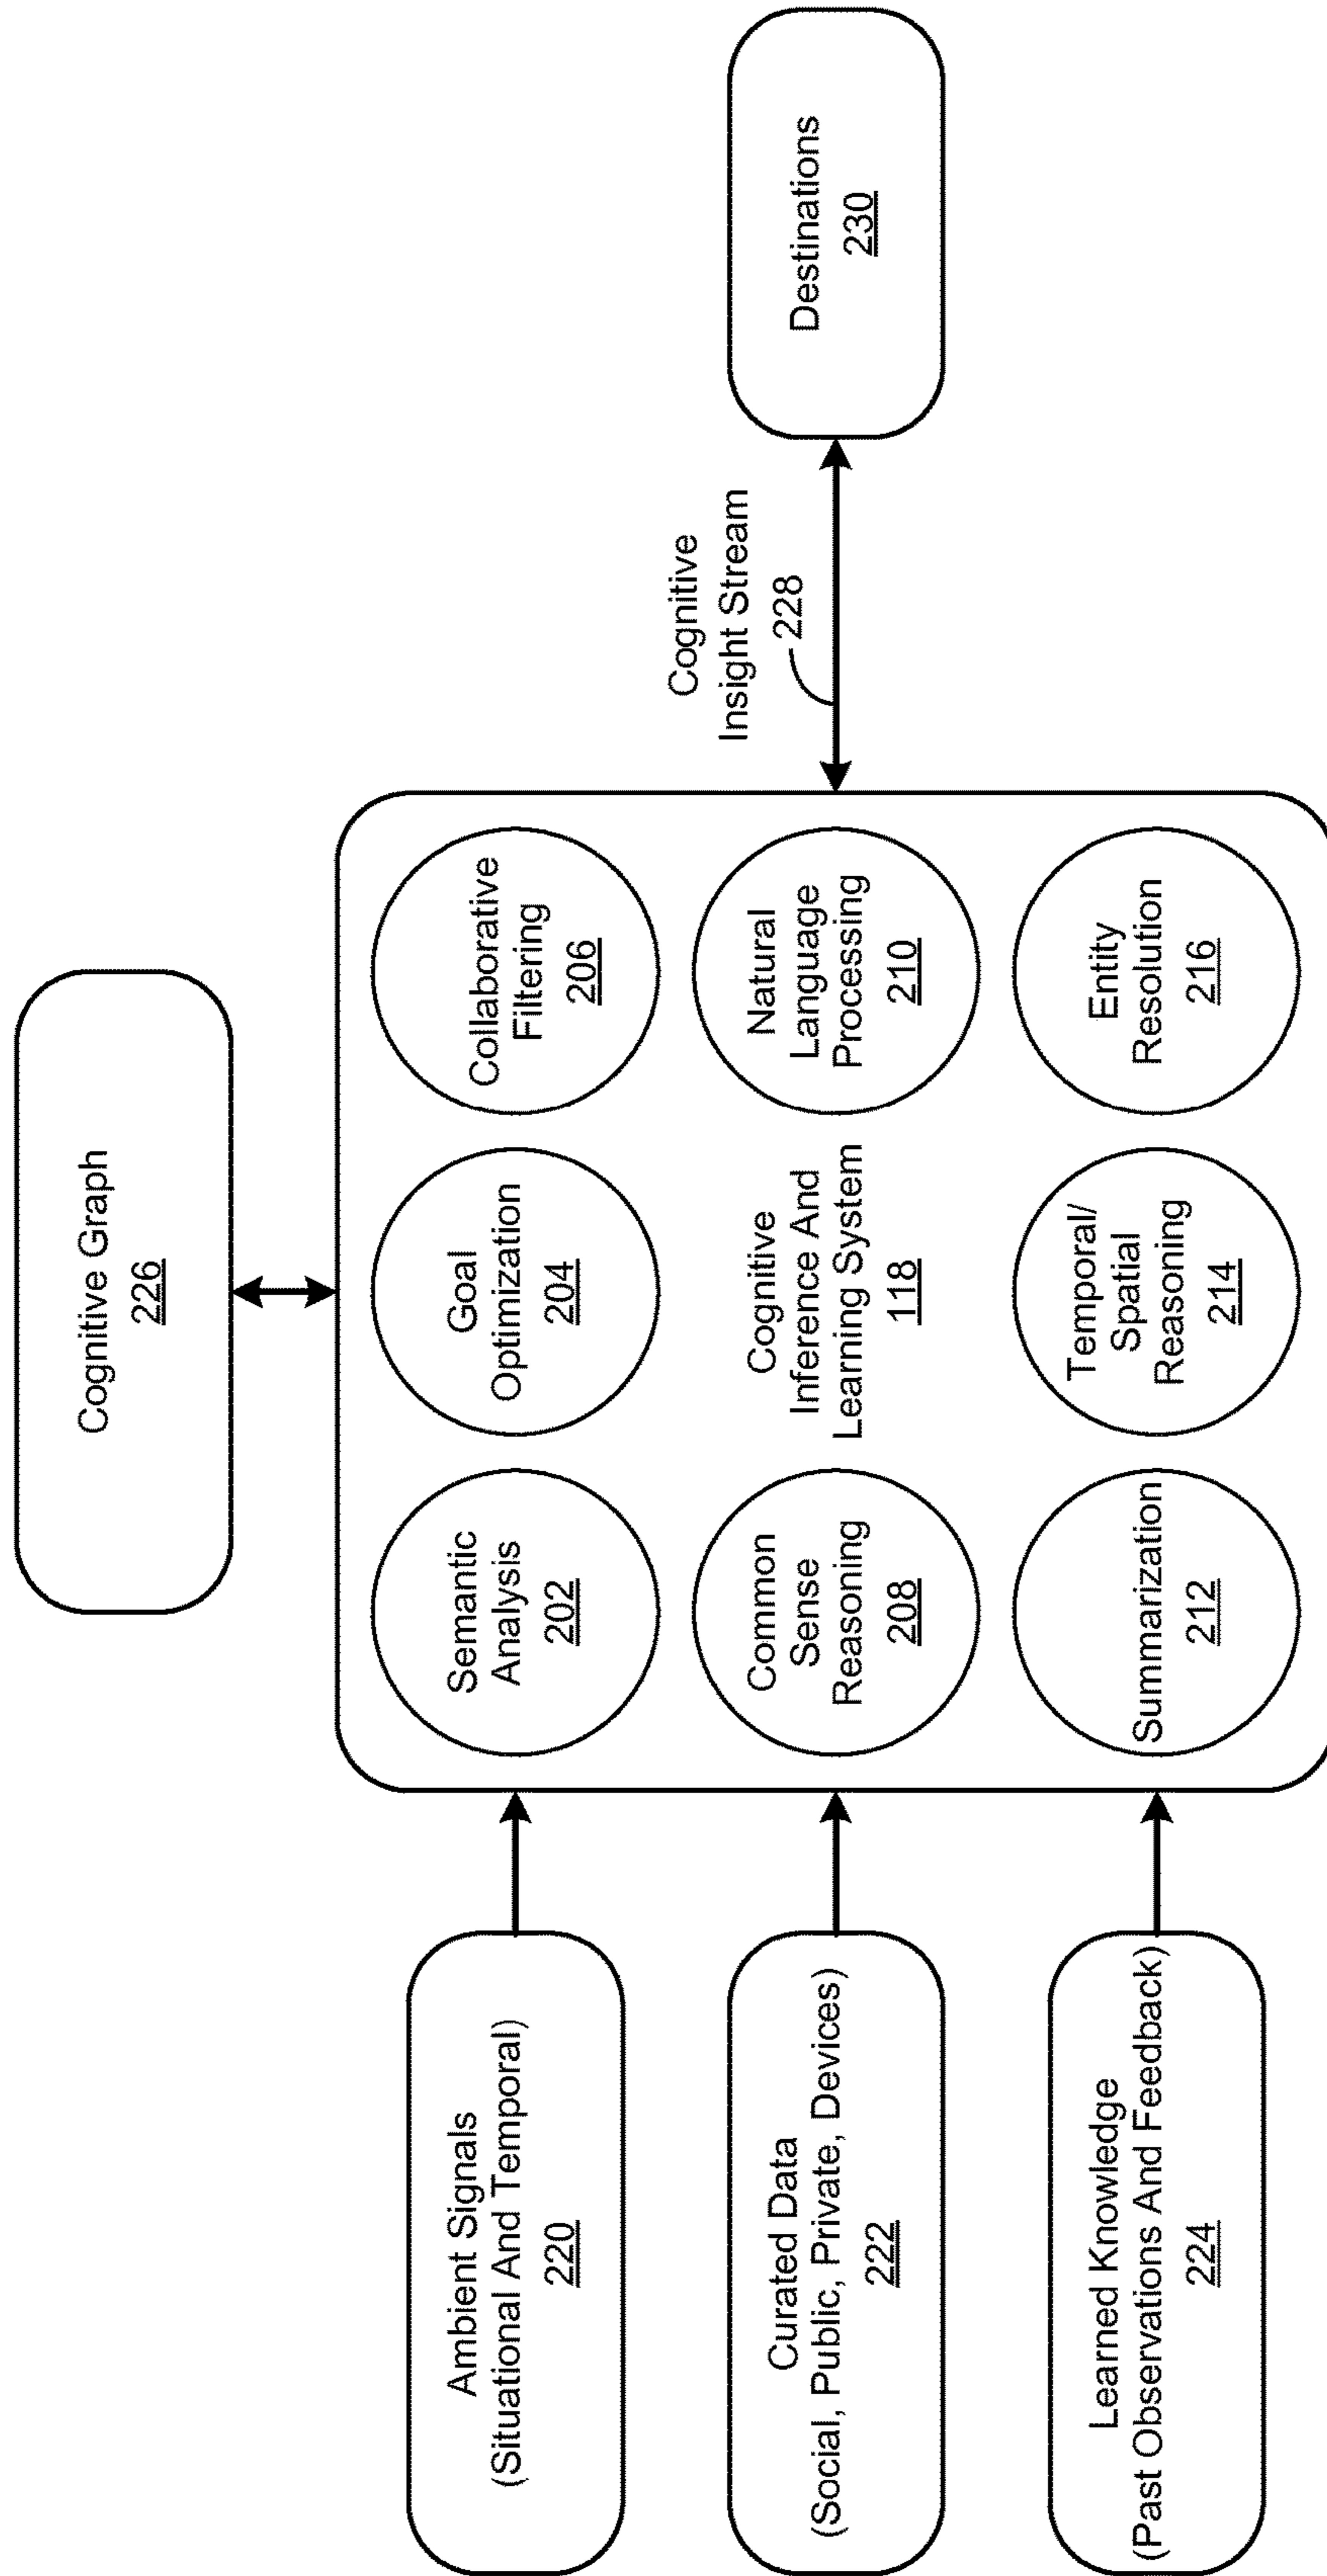 Cognitive Graph
226
Ambient Signals
(Situational And Temporal)
220
Curated Data
(Social, Public, Private, Devices)
222
Learned Knowledge
(Past Observations And Feedback)
224
Semantic
Analysis
202
Goal
Optimization
204
Collaborative
Filtering
206
Common
Sense
Reasoning
208
Cognitive
Inference And
Learning System
118
Natural
Language
Processing
210
Summarization
212
Temporal/
Spatial
Reasoning
214
Entity
Resolution
216
Cognitive
Insight Stream
228
Destinations
230